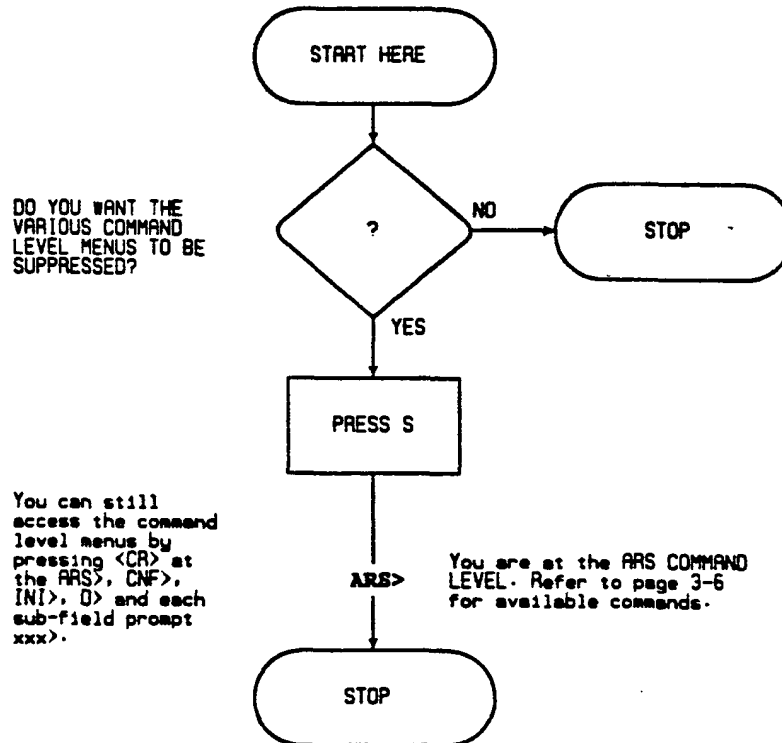 START HERE
DO YOU WANT THE
VARIOUS COMMAND
LEVEL MENUS TO BE
SUPPRESSED?
?
NO
STOP
YES
PRESS S
You can still
access the command
level menus by
pressing <CR> at
the ARS>, CNF>,
INI>, D> and each
sub-field prompt
xxx>.
ARS>
You are at the ARS COMMAND
LEVEL. Refer to page 3-6
for available commands.
STOP